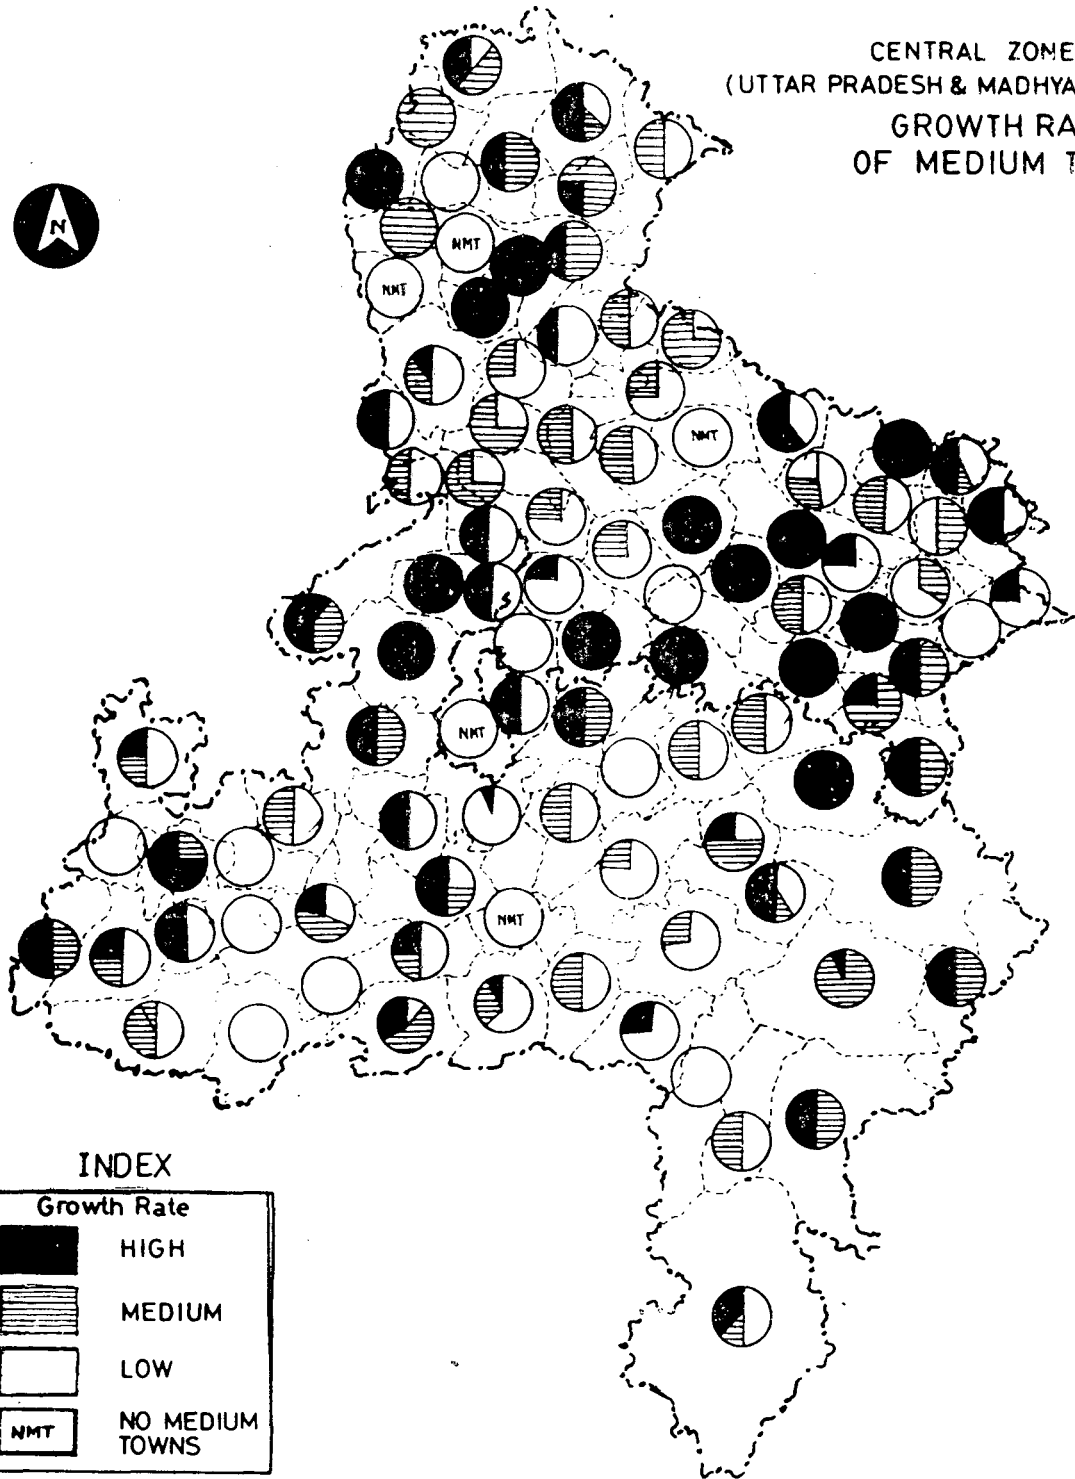 CENTRAL ZONE
(UTTAR PRADESH & MADHYA
GROWTH RA
OF MEDIUM T
N
NMT
NMT
NMT
NMT
NMT
INDEX
Growth Rate
HIGH
MEDIUM
LOW
NMT NO MEDIUM
TOWNS